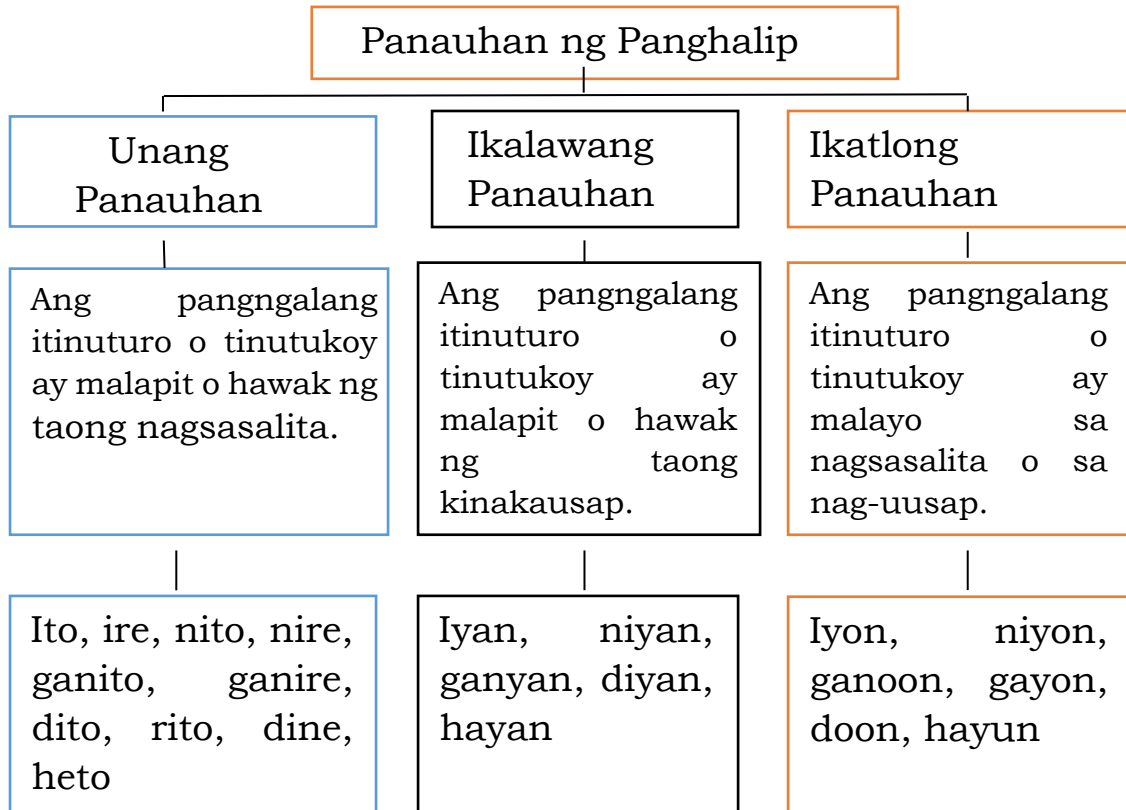 Panauhan ng Panghalip
Unang
Panauhan
Ikalawang
Panauhan
Ikatlong
Panauhan
Ang pangngalang
itinuturo o tinutukoy
ay malapit o hawak ng
taong nagsasalita.
Ang pangngalang
itinuturo o
tinutukoy ay
malapit o hawak
ng taong
kinakausap.
Ang pangngalang
itinuturo o
tinutukoy ay
malayo sa
nagsasalita o sa
nag-uusap.
Ito, ire, nito, nire,
ganito, ganire,
dito, rito, dine,
heto
Iyan, niyan,
ganyan, diyan,
hayan
Iyon, niyon,
ganoon, gayon,
doon, hayun